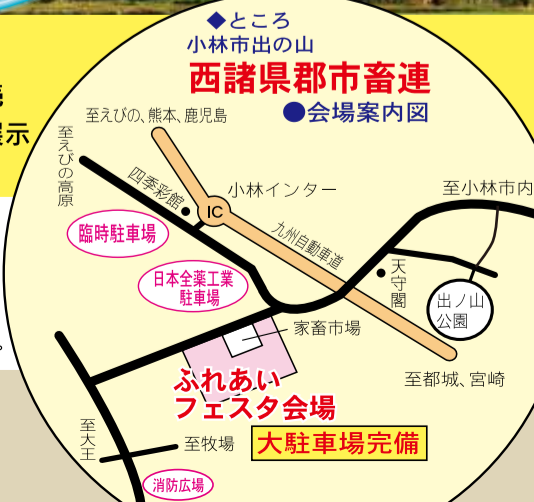 ◆ところ
小林市出の山
西諸県郡市畜連
●会場案内図
展示
至えびの、熊本、鹿児島
至えびの高原
四季彩館
小林インター
IC
至小林市内
臨時駐車場
九州自動車道
日本全薬工業
駐車場
天守閣
出ノ山
公園
家畜市場
至都城、宮崎
ふれあい
フェスタ会場
大駐車場完備
至大王
至牧場
消防広場